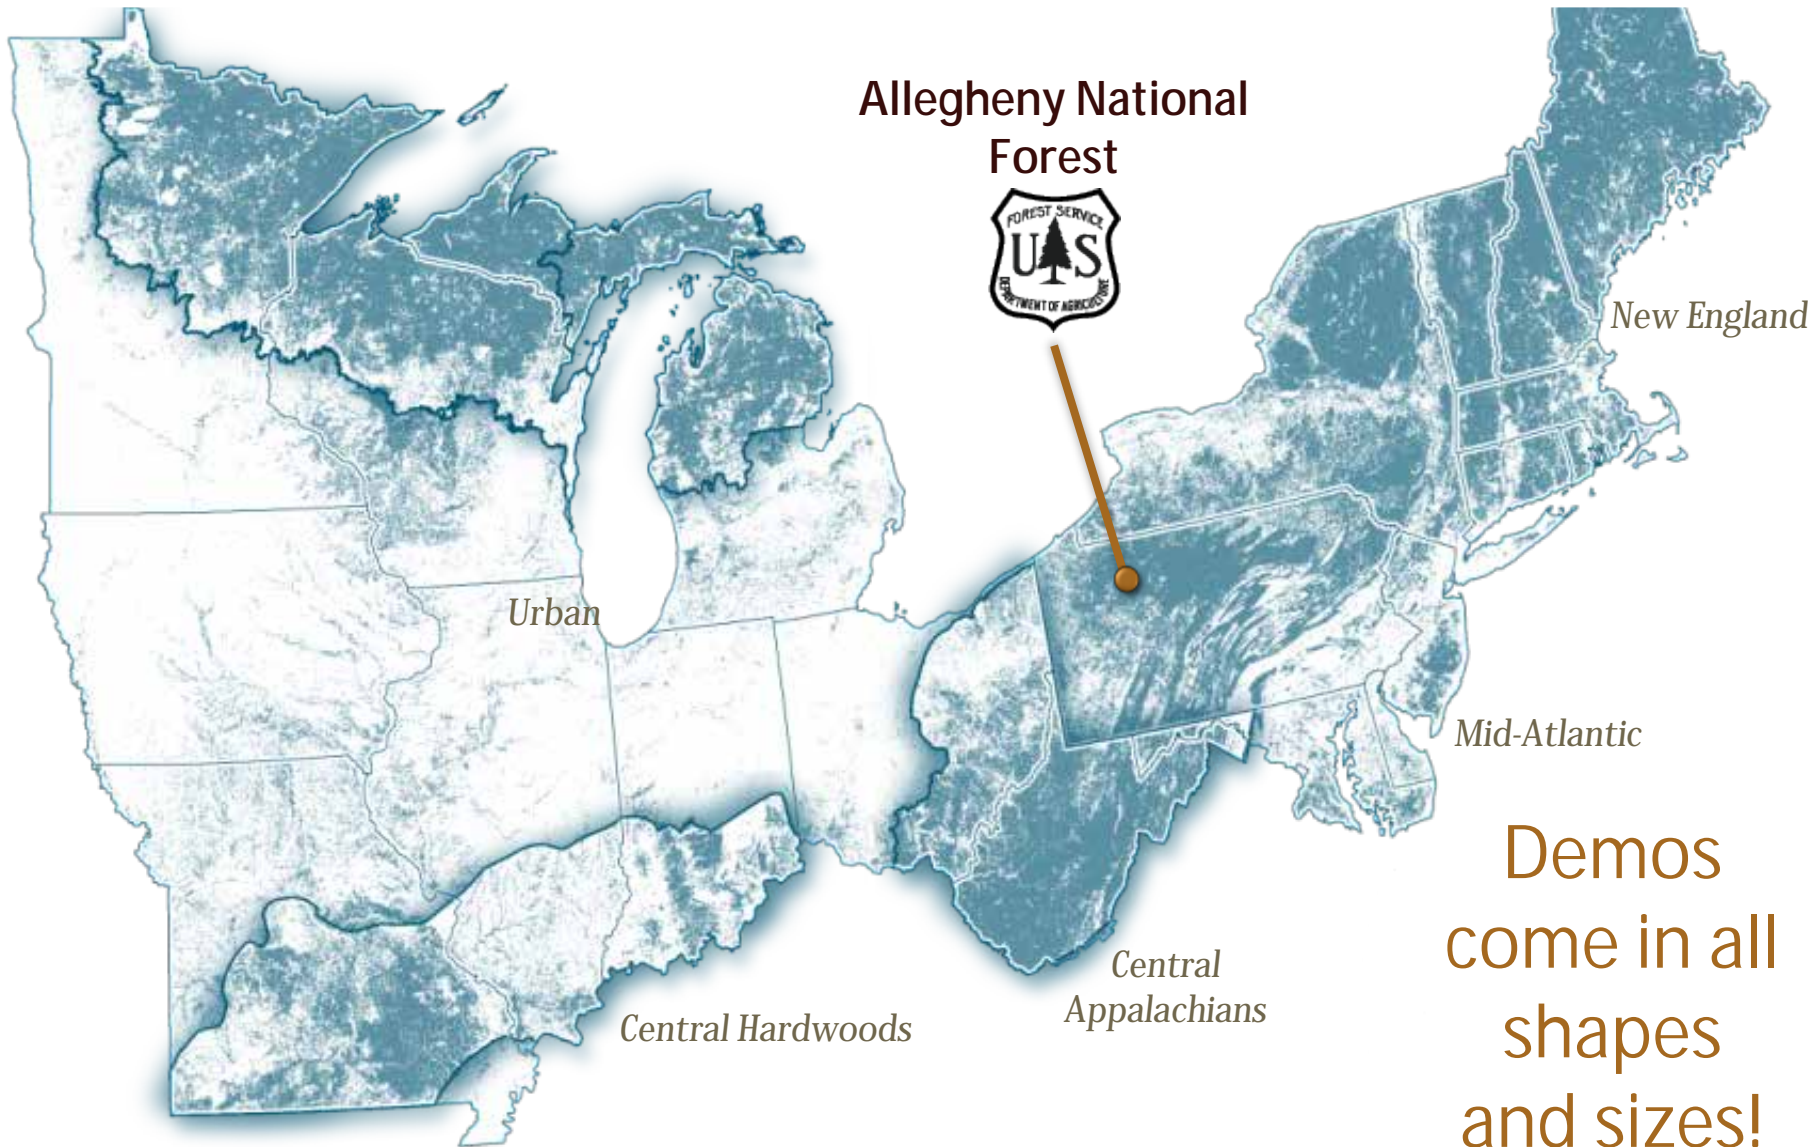 Allegheny National
Forest
FOREST SERVICE
US
DEPARTMENT OF AGRICULTURE
New England
Urban
Mid-Atlantic
Demos
come in all
shapes
and sizes!
Central
Appalachians
Central Hardwoods